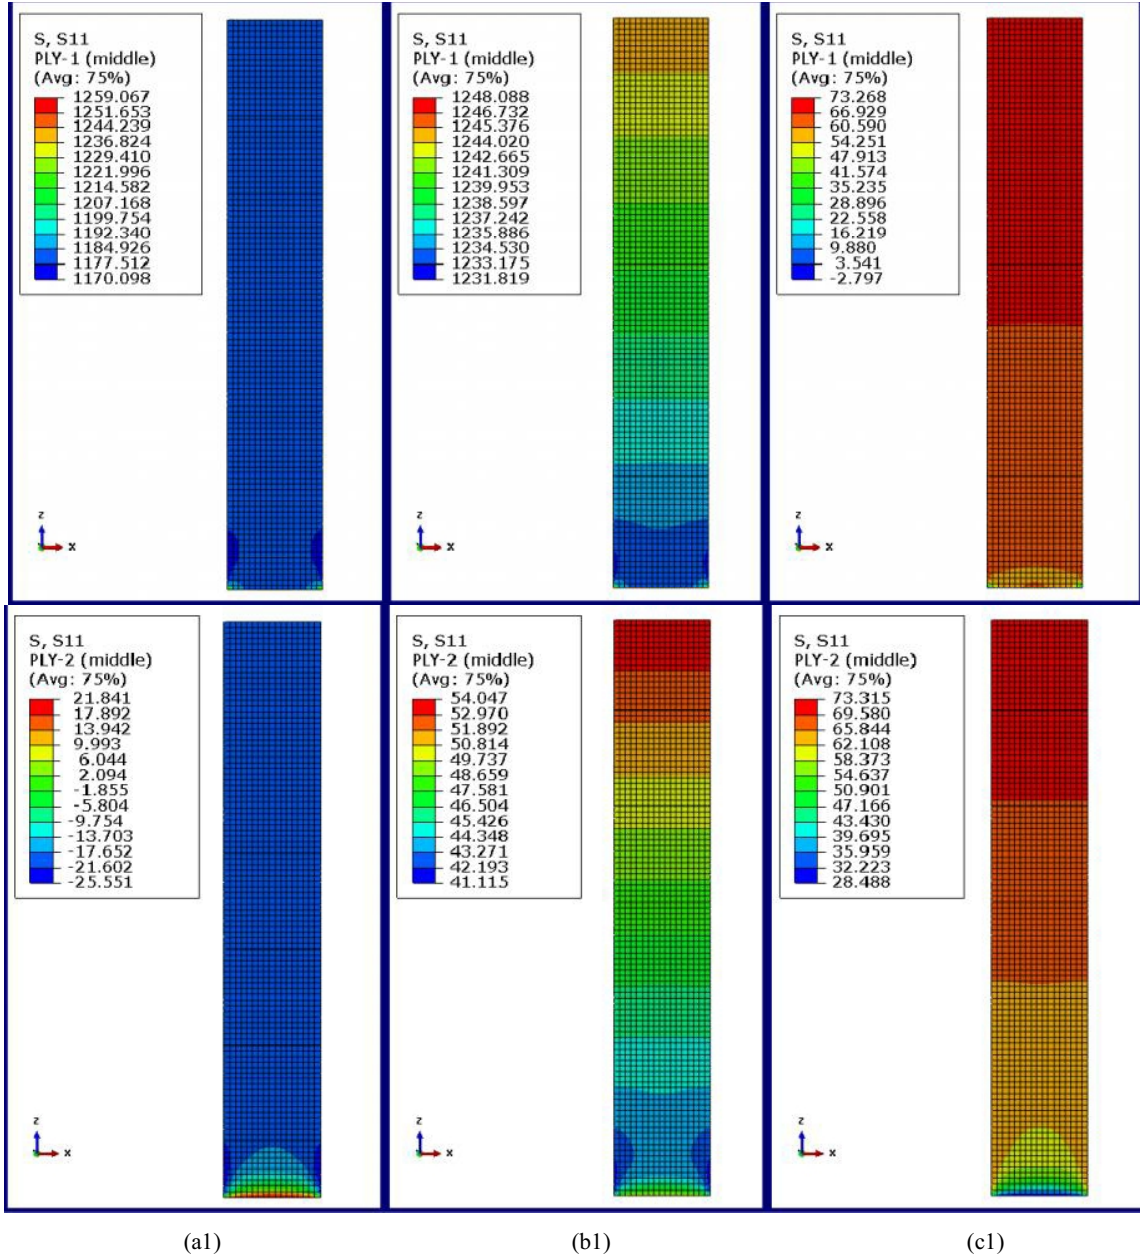 S, S11
PLY-1 (middle)
(Avg: 75%)
1259.067
1251.653
1244.239
1236.824
1229.410
1221.996
1214.582
1207.168
1199.754
1192.340
1184.926
1177.512
1170.098
z
x
S, S11
PLY-1 (middle)
(Avg: 75%)
1248.088
1246.732
1245.376
1244.020
1242.665
1241.309
1239.953
1238.597
1237.242
1235.886
1234.530
1233.175
1231.819
z
x
S, S11
PLY-1 (middle)
(Avg: 75%)
73.268
66.929
60.590
54.251
47.913
41.574
35.235
28.896
22.558
16.219
9.880
3.541
-2.797
z
x
S, S11
PLY-2 (middle)
(Avg: 75%)
21.841
17.892
13.942
9.993
6.044
2.094
-1.855
-5.804
-9.754
-13.703
-17.652
-21.602
-25.551
z
x
S, S11
PLY-2 (middle)
(Avg: 75%)
54.047
52.970
51.892
50.814
49.737
48.659
47.581
46.504
45.426
44.348
43.271
42.193
41.115
z
x
S, S11
PLY-2 (middle)
(Avg: 75%)
73.315
69.580
65.844
62.108
58.373
54.637
50.901
47.166
43.430
39.695
35.959
32.223
28.488
z
x
(a1)
(b1)
(c1)